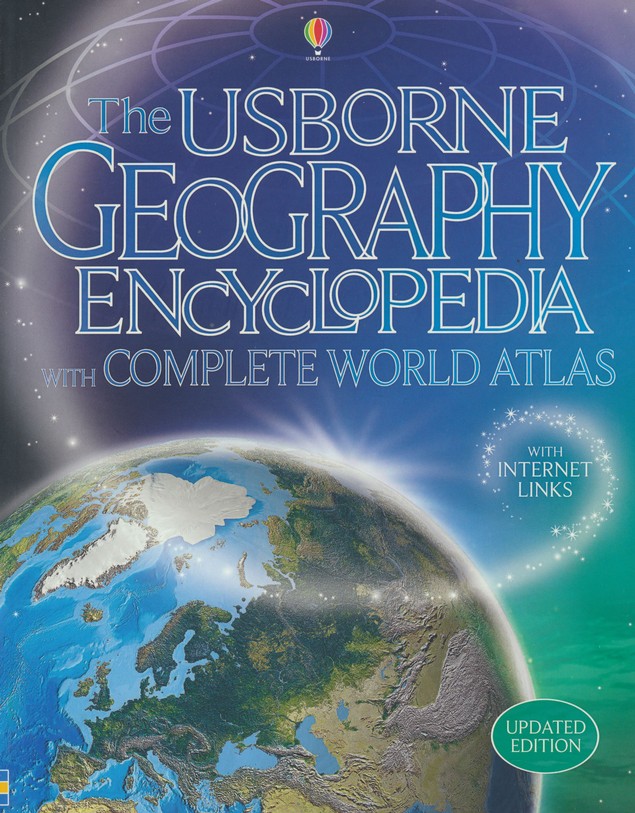 USBORNE
The USBORNE
GEOGRAPHY
ENCYCLOPEDIA
WITH COMPLETE WORLD ATLAS
WITH
INTERNET
LINKS
UPDATED
EDITION